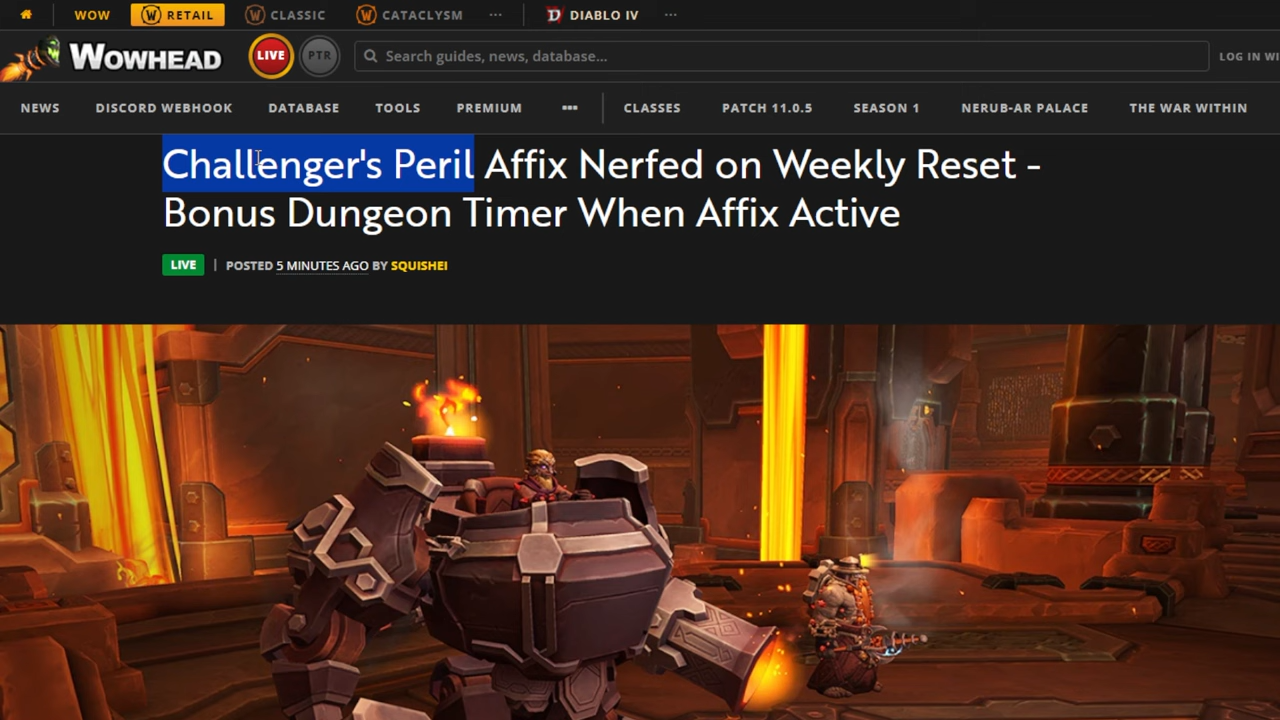 WOW RETAIL CLASSIC CATACLYSM ... DIABLO IV ...
WOWHEAD LIVE PTR Search guides, news, database... LOG IN WI
NEWS DISCORD WEBHOOK DATABASE TOOLS PREMIUM ... CLASSES PATCH 11.0.5 SEASON 1 NERUB-AR PALACE THE WAR WITHIN
Challenger's Peril Affix Nerfed on Weekly Reset -
Bonus Dungeon Timer When Affix Active
LIVE | POSTED 5 MINUTES AGO BY SQUISHEI